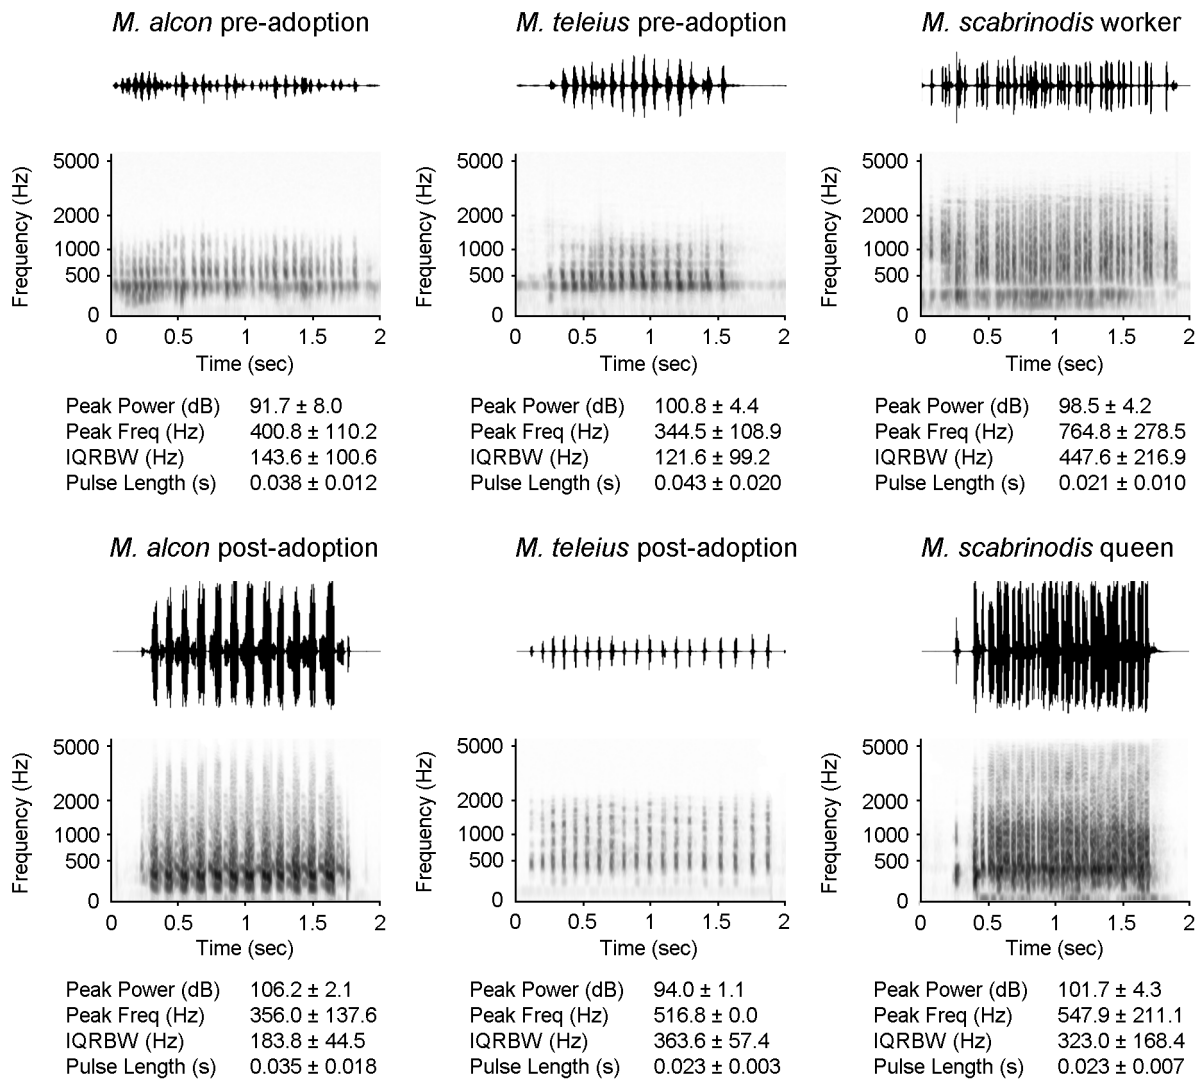 M. alcon pre-adoption
M. teleius pre-adoption
M. scabrinodis worker
Frequency (Hz)
5000
2000
1000
500
0
0 0.5 1 1.5 2
Time (sec)
Frequency (Hz)
5000
2000
1000
500
0
0 0.5 1 1.5 2
Time (sec)
Frequency (Hz)
5000
2000
1000
500
0
0 0.5 1 1.5 2
Time (sec)
Peak Power (dB) 91.7 ± 8.0
Peak Freq (Hz) 400.8 ± 110.2
IQRBW (Hz) 143.6 ± 100.6
Pulse Length (s) 0.038 ± 0.012
Peak Power (dB) 100.8 ± 4.4
Peak Freq (Hz) 344.5 ± 108.9
IQRBW (Hz) 121.6 ± 99.2
Pulse Length (s) 0.043 ± 0.020
Peak Power (dB) 98.5 ± 4.2
Peak Freq (Hz) 764.8 ± 278.5
IQRBW (Hz) 447.6 ± 216.9
Pulse Length (s) 0.021 ± 0.010
M. alcon post-adoption
M. teleius post-adoption
M. scabrinodis queen
Frequency (Hz)
5000
2000
1000
500
0
0 0.5 1 1.5 2
Time (sec)
Frequency (Hz)
5000
2000
1000
500
0
0 0.5 1 1.5 2
Time (sec)
Frequency (Hz)
5000
2000
1000
500
0
0 0.5 1 1.5 2
Time (sec)
Peak Power (dB) 106.2 ± 2.1
Peak Freq (Hz) 356.0 ± 137.6
IQRBW (Hz) 183.8 ± 44.5
Pulse Length (s) 0.035 ± 0.018
Peak Power (dB) 94.0 ± 1.1
Peak Freq (Hz) 516.8 ± 0.0
IQRBW (Hz) 363.6 ± 57.4
Pulse Length (s) 0.023 ± 0.003
Peak Power (dB) 101.7 ± 4.3
Peak Freq (Hz) 547.9 ± 211.1
IQRBW (Hz) 323.0 ± 168.4
Pulse Length (s) 0.023 ± 0.007